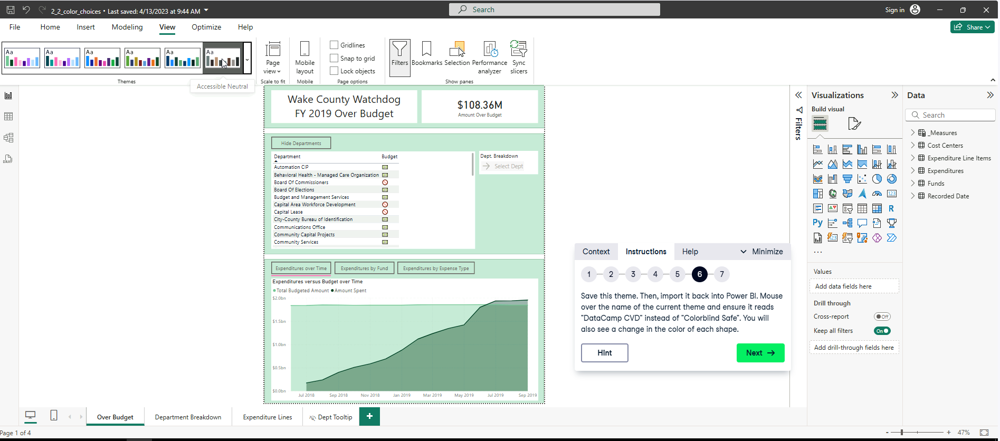 2_2_color_choices • Last saved: 4/13/2023 at 9:44 AM
Search
Sign in
File Home Insert Modeling View Optimize Help
Share
Aa Aa Aa Aa Aa Aa
Themes
Accessible Neutral
Page view
Scale to fit
Mobile layout
Mobile
Gridlines
Snap to grid
Lock objects
Page options
Filters
Bookmarks
Selection
Performance analyzer
Sync slicers
Show panes
Wake County Watchdog
FY 2019 Over Budget
$108.36M
Amount Over Budget
Hide Departments
Department Budget
Automation CIP
Behavioral Health - Managed Care Organization
Board Of Commissioners
Board Of Elections
Budget and Management Services
Capital Area Workforce Development
Capital Lease
City-County Bureau of Identification
Communications Office
Community Capital Projects
Community Services
Dept. Breakdown
Select Dept
Expenditures over Time
Expenditures by Fund
Expenditures by Expense Type
Expenditures versus Budget over Time
Total Budgeted Amount Amount Spent
$2.0bn
$1.5bn
$1.0bn
$0.5bn
$0.0bn
Jul 2018 Sep 2018 Nov 2018 Jan 2019 Mar 2019 May 2019 Jul 2019 Sep 2019
Context Instructions Help Minimize
1 2 3 4 5 6 7
Save this theme. Then, import it back into Power BI. Mouse
over the name of the current theme and ensure it reads
"DataCamp CVD" instead of "Colorblind Safe". You will
also see a change in the color of each shape.
Hint
Next
Filters
Visualizations
Build visual
123
R
Py
123
...
Values
Add data fields here
Drill through
Cross-report Off
Keep all filters On
Add drill-through fields here
Data
Search
_Measures
Cost Centers
Expenditure Line Items
Expenditures
Funds
Recorded Date
DAX
Over Budget
Department Breakdown
Expenditure Lines
Dept Tooltip
+
Page 1 of 4
- + 47%